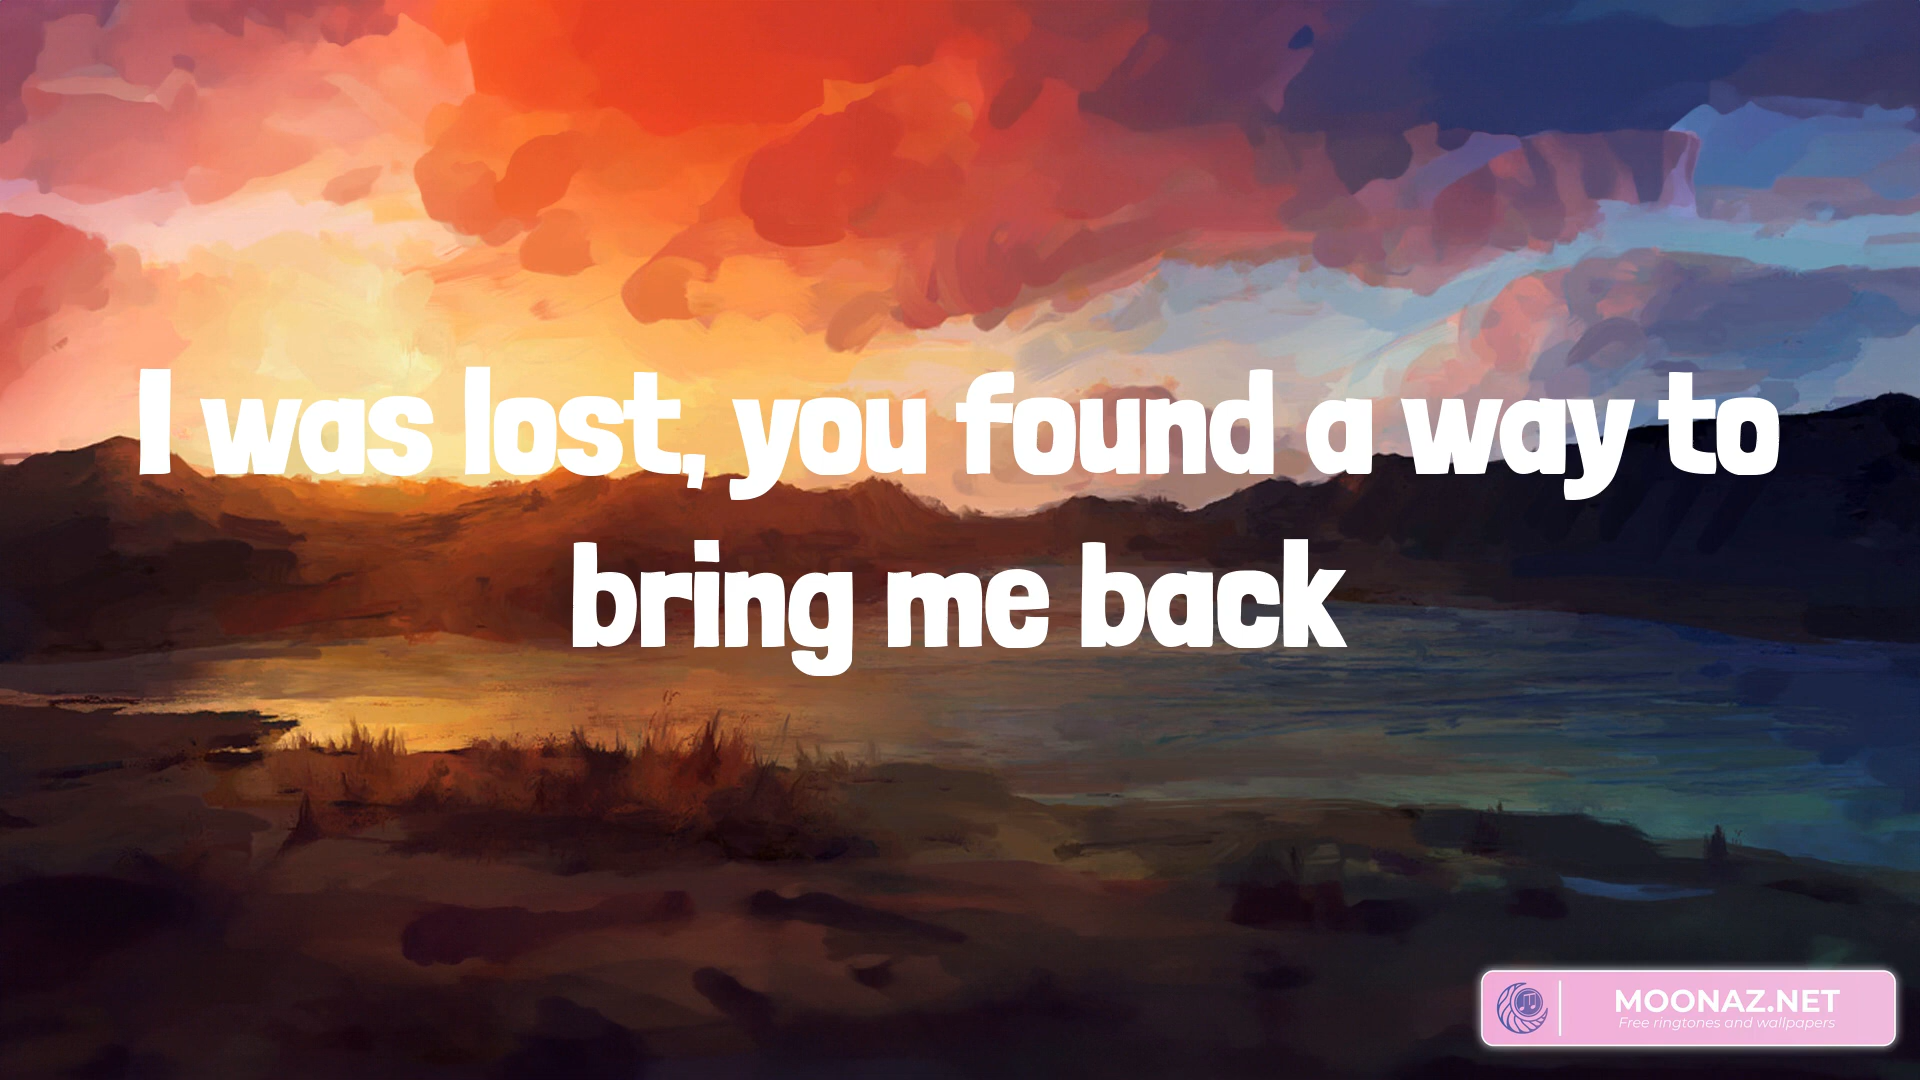 I was lost, you found a way to
bring me back
MOONAZ.NET
Free ringtones and wallpapers